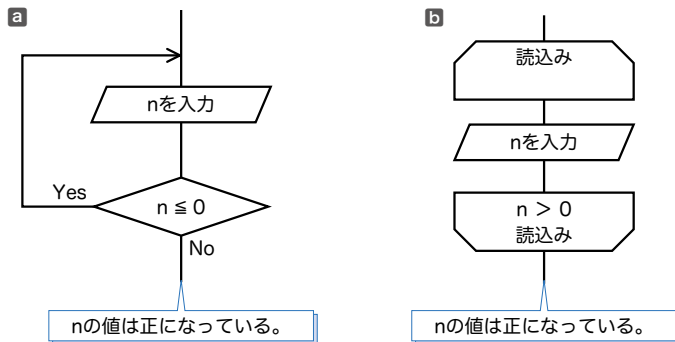 a
nを入力
Yes
n ≦ 0
No
nの値は正になっている。
b
読込み
nを入力
n > 0
読込み
nの値は正になっている。